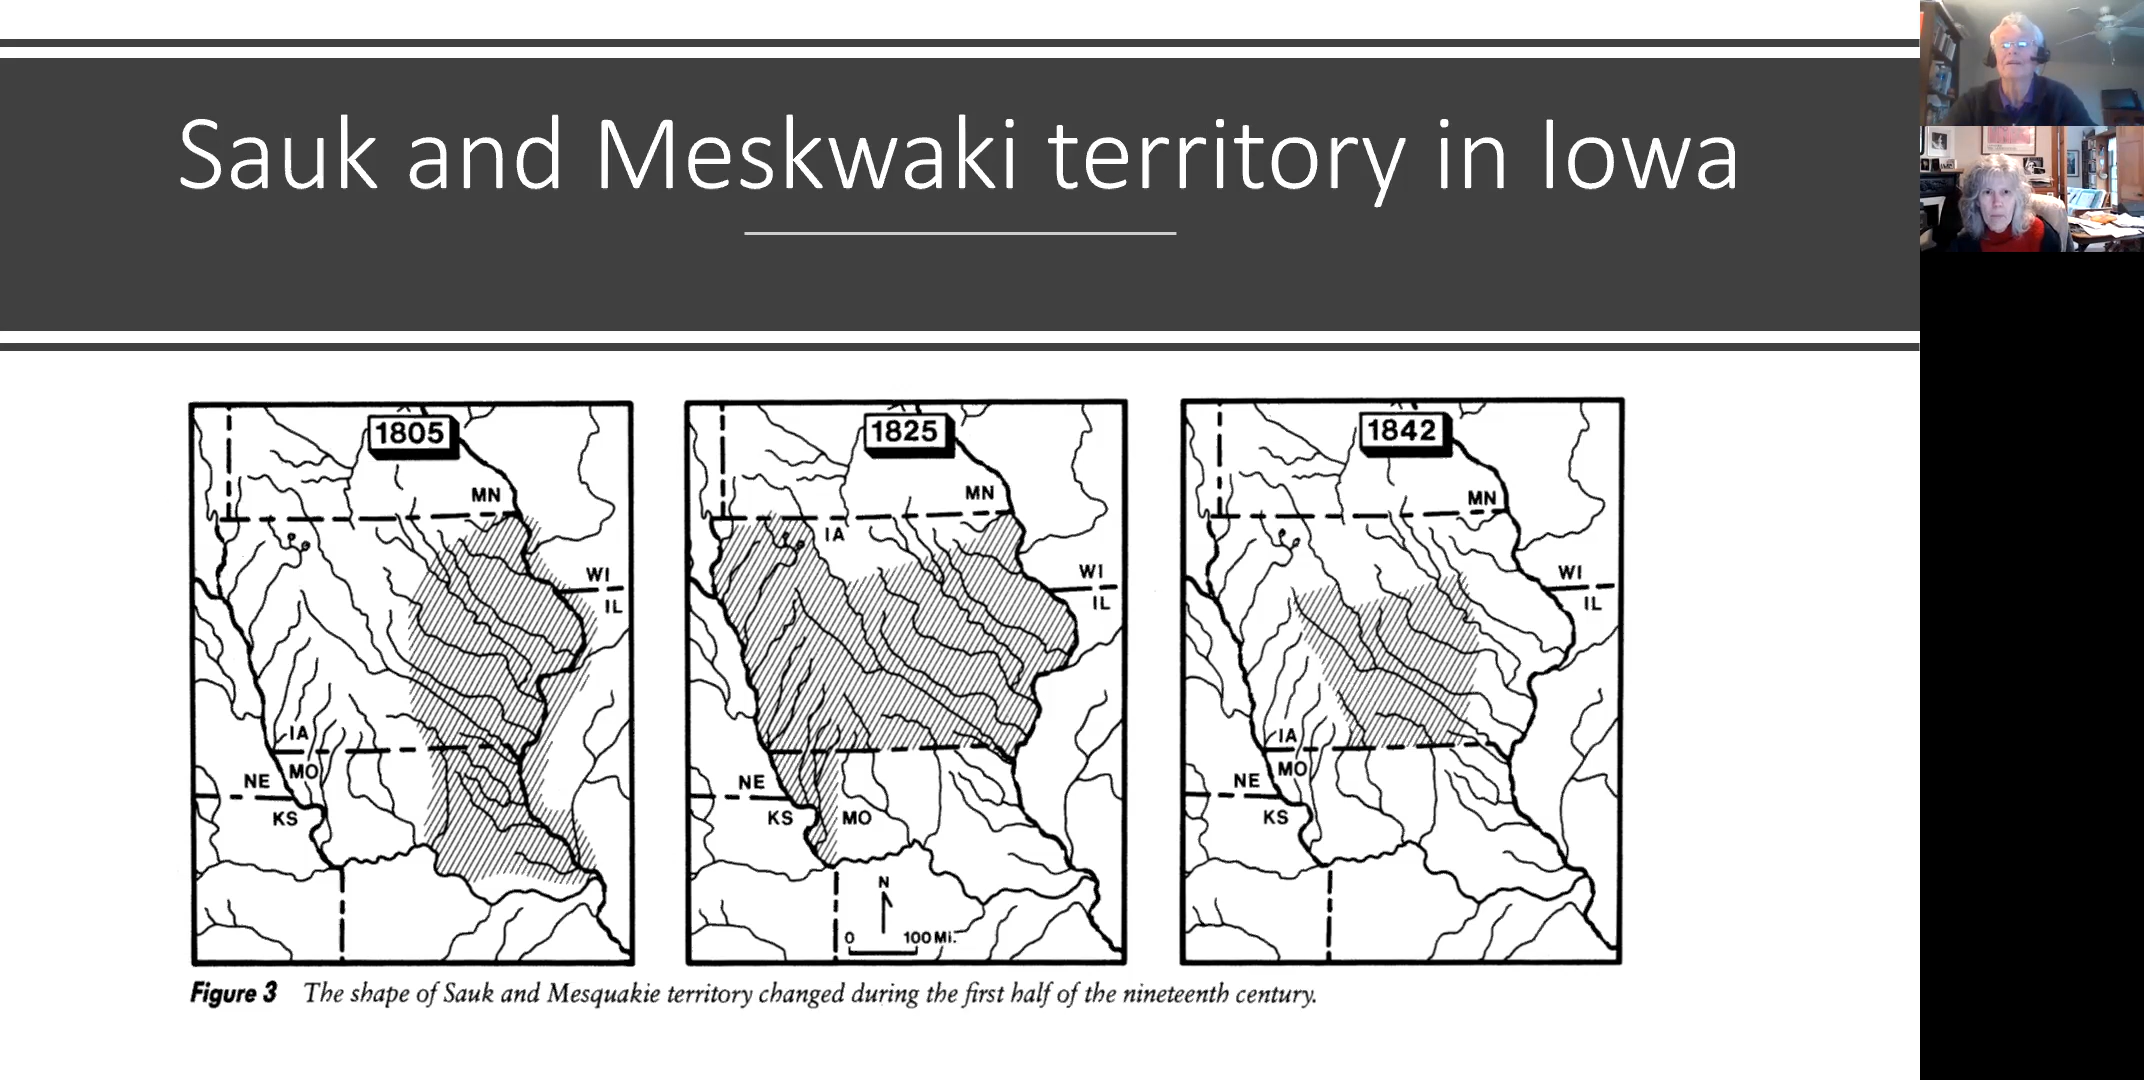 Sauk and Meskwaki territory in Iowa
1805
MN
WI
IL
IA
MO
NE
KS
1825
MN
IA
WI
IL
NE
KS
MO
N
0 100 Mi.
1842
MN
WI
IL
IA
MO
NE
KS
Figure 3 The shape of Sauk and Mesquakie territory changed during the first half of the nineteenth century.